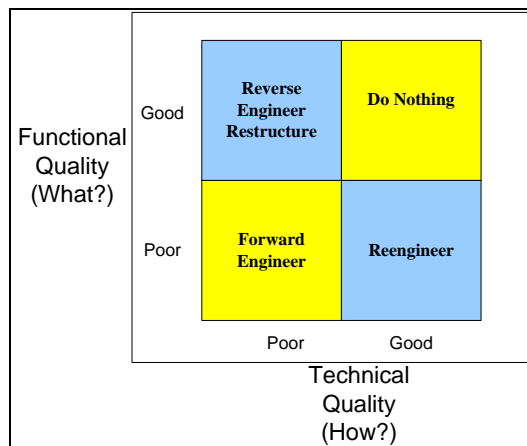 Reverse
Engineer
Restructure
Do Nothing
Good
Functional
Quality
(What?)
Poor
Forward
Engineer
Reengineer
Poor
Good
Technical
Quality
(How?)